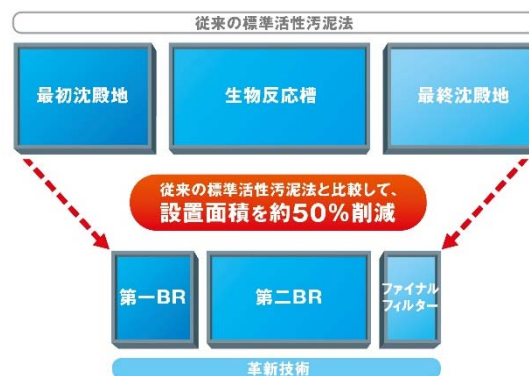 従来の標準活性汚泥法
最初沈殿地
生物反応槽
最終沈殿地
従来の標準活性汚泥法と比較して、
設置面積を約50%削減
第一BR
第二BR
ファイナル
フィルター
革新技術